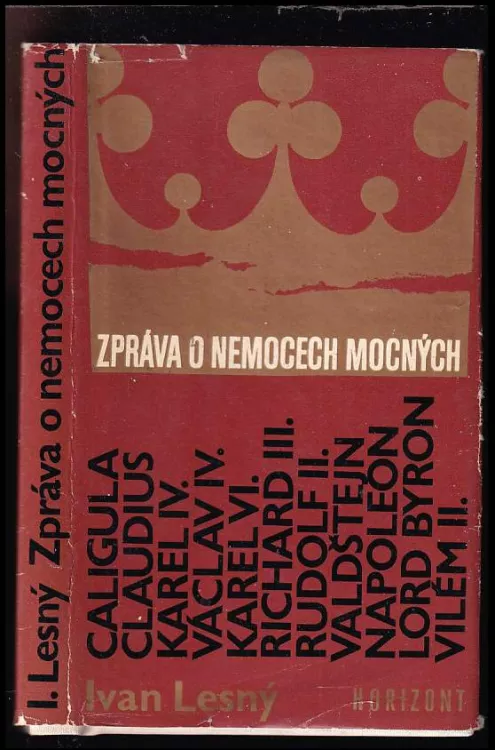 I. Lesný Zpráva o nemocech mocných
ZPRÁVA O NEMOCECH MOCNÝCH
CALIGULA
CLAUDIUS
KAREL IV.
VÁCLAV IV.
KAREL VI.
RICHARD III.
RUDOLF II.
VALDŠTEJN
NAPOLEON
LORD BYRON
VILÉM II.
Ivan Lesný
HORIZONT